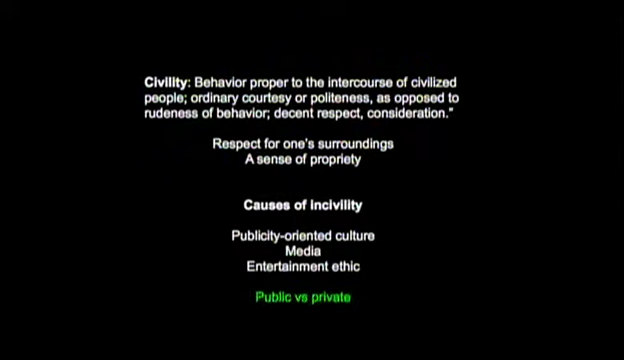 Civility: Behavior proper to the intercourse of civilized
people; ordinary courtesy or politeness, as opposed to
rudeness of behavior; decent respect, consideration."
Respect for one's surroundings
A sense of propriety
Causes of Incivility
Publicity-oriented culture
Media
Entertainment ethic
Public vs private